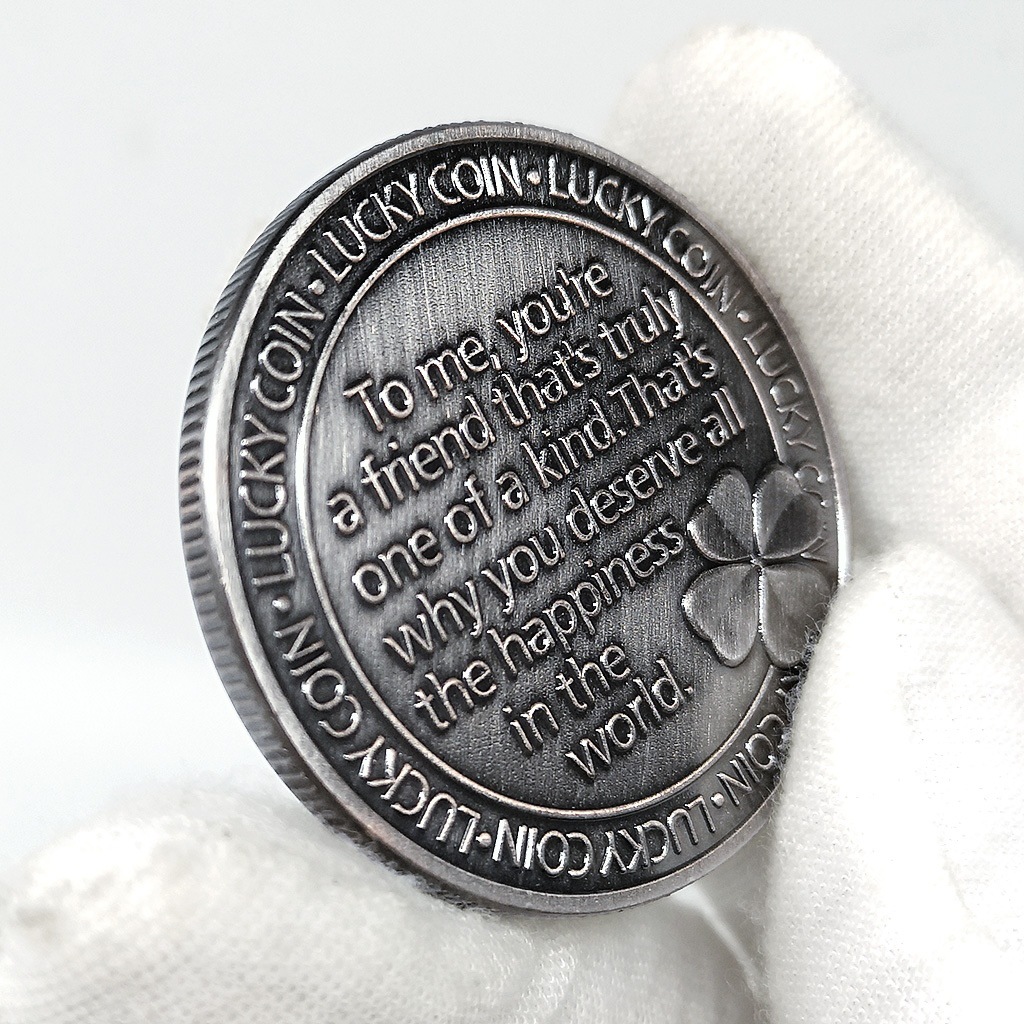 LUCKY COIN · LUCKY COIN · LUCKY COIN · LUCKY COIN · LUCKY COIN · LUCKY COIN · LUCKY
To me, you're
a friend that's truly
one of a kind. That's
why you deserve all
the happiness
in the
world.